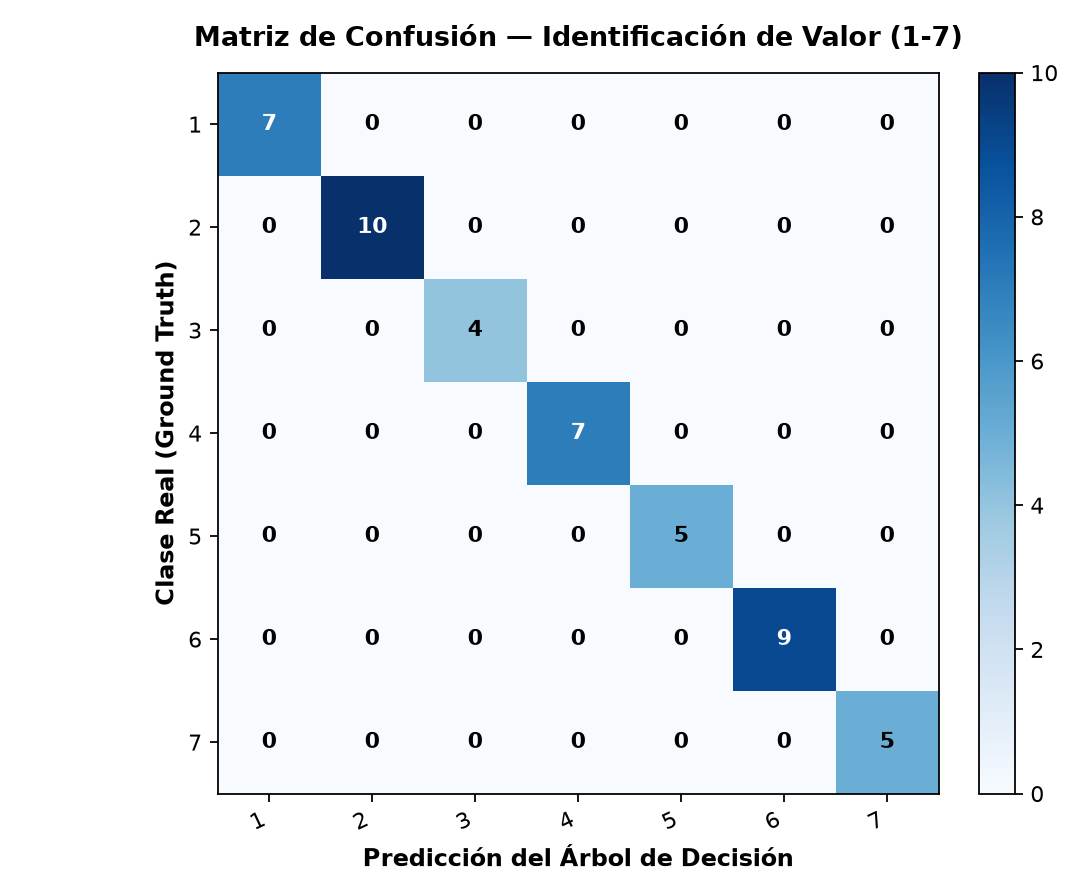 Matriz de Confusión — Identificación de Valor (1-7)
10
1 7 0 0 0 0 0 0
2 0 10 0 0 0 0 0
8
3 0 0 4 0 0 0 0
6
4 0 0 0 7 0 0 0
5 0 0 0 0 5 0 0
4
6 0 0 0 0 0 9 0
2
7 0 0 0 0 0 0 5
0
Clase Real (Ground Truth)
1 2 3 4 5 6 7
Predicción del Árbol de Decisión